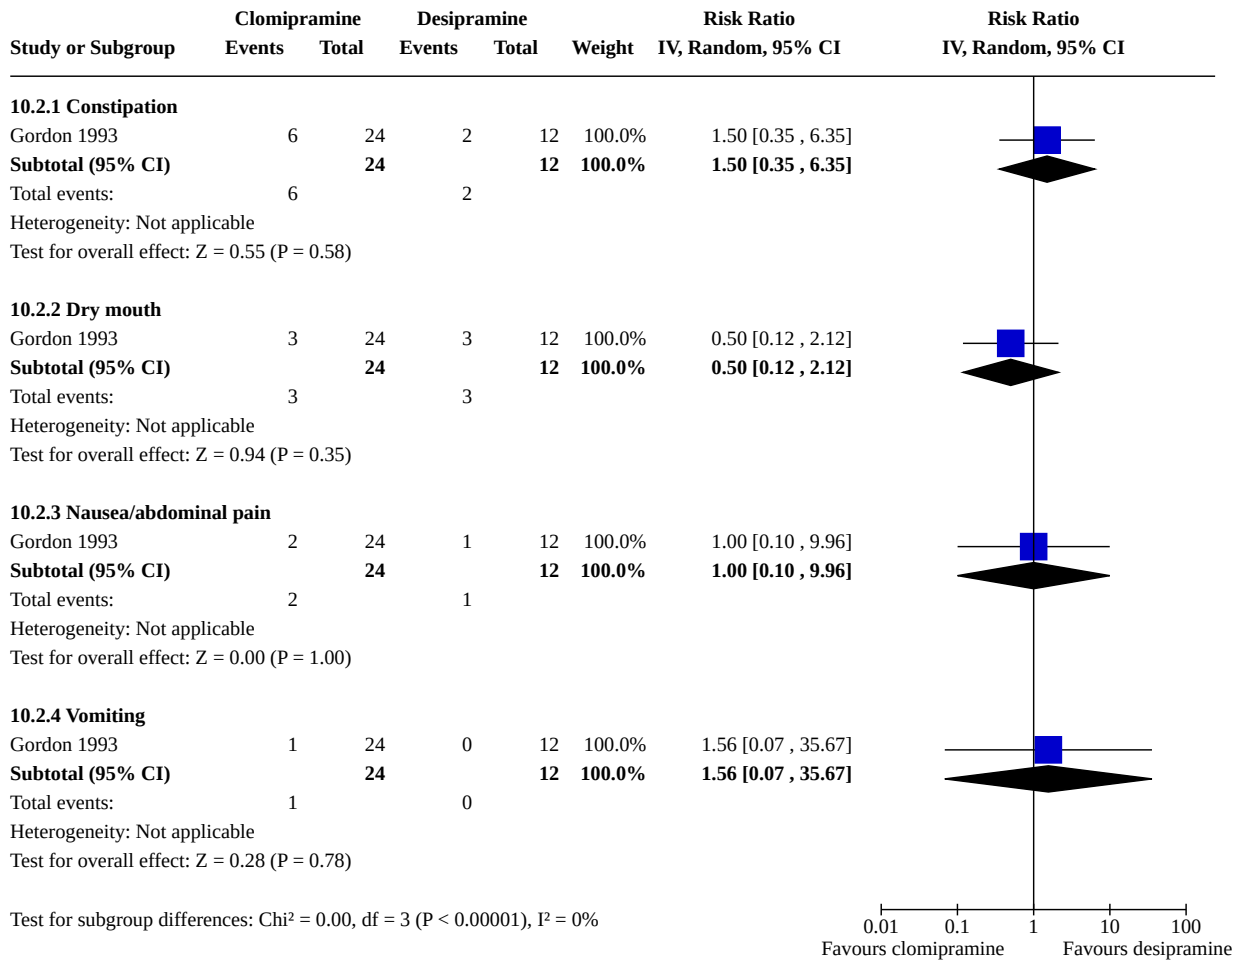 Clomipramine Desipramine Risk Ratio Risk Ratio
Study or Subgroup Events Total Events Total Weight IV, Random, 95% CI IV, Random, 95% CI
10.2.1 Constipation
Gordon 1993 6 24 2 12 100.0% 1.50 [0.35 , 6.35]
Subtotal (95% CI) 24 12 100.0% 1.50 [0.35 , 6.35]
Total events: 6 2
Heterogeneity: Not applicable
Test for overall effect: Z = 0.55 (P = 0.58)
10.2.2 Dry mouth
Gordon 1993 3 24 3 12 100.0% 0.50 [0.12 , 2.12]
Subtotal (95% CI) 24 12 100.0% 0.50 [0.12 , 2.12]
Total events: 3 3
Heterogeneity: Not applicable
Test for overall effect: Z = 0.94 (P = 0.35)
10.2.3 Nausea/abdominal pain
Gordon 1993 2 24 1 12 100.0% 1.00 [0.10 , 9.96]
Subtotal (95% CI) 24 12 100.0% 1.00 [0.10 , 9.96]
Total events: 2 1
Heterogeneity: Not applicable
Test for overall effect: Z = 0.00 (P = 1.00)
10.2.4 Vomiting
Gordon 1993 1 24 0 12 100.0% 1.56 [0.07 , 35.67]
Subtotal (95% CI) 24 12 100.0% 1.56 [0.07 , 35.67]
Total events: 1 0
Heterogeneity: Not applicable
Test for overall effect: Z = 0.28 (P = 0.78)
Test for subgroup differences: Chi² = 0.00, df = 3 (P < 0.00001), I² = 0%
0.01 0.1 1 10 100
Favours clomipramine Favours desipramine